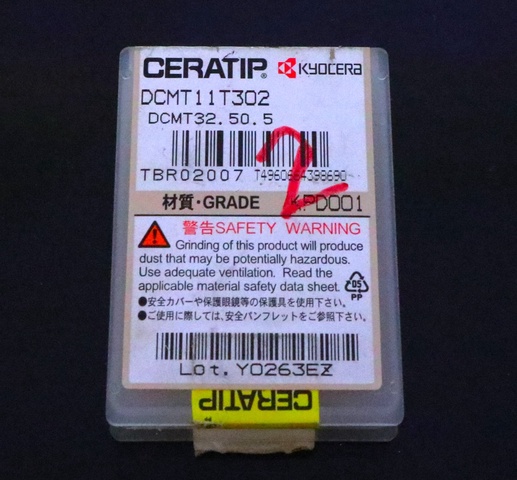 CERATIP® KYOCERA
DCMT11T302
DCMT32.50.5
2
TBR02007 T4960664398690
材質・GRADE KPD001
警告SAFETY WARNING
Grinding of this product will produce
dust that may be potentially hazardous.
Use adequate ventilation. Read the
applicable material safety data sheet.
05
PP
●安全カバーや保護眼鏡等の保護具を使用下さい。
●ご使用に際しては、安全パンフレットをご参照下さい。
Lot.Y0263EZ
CERATIP